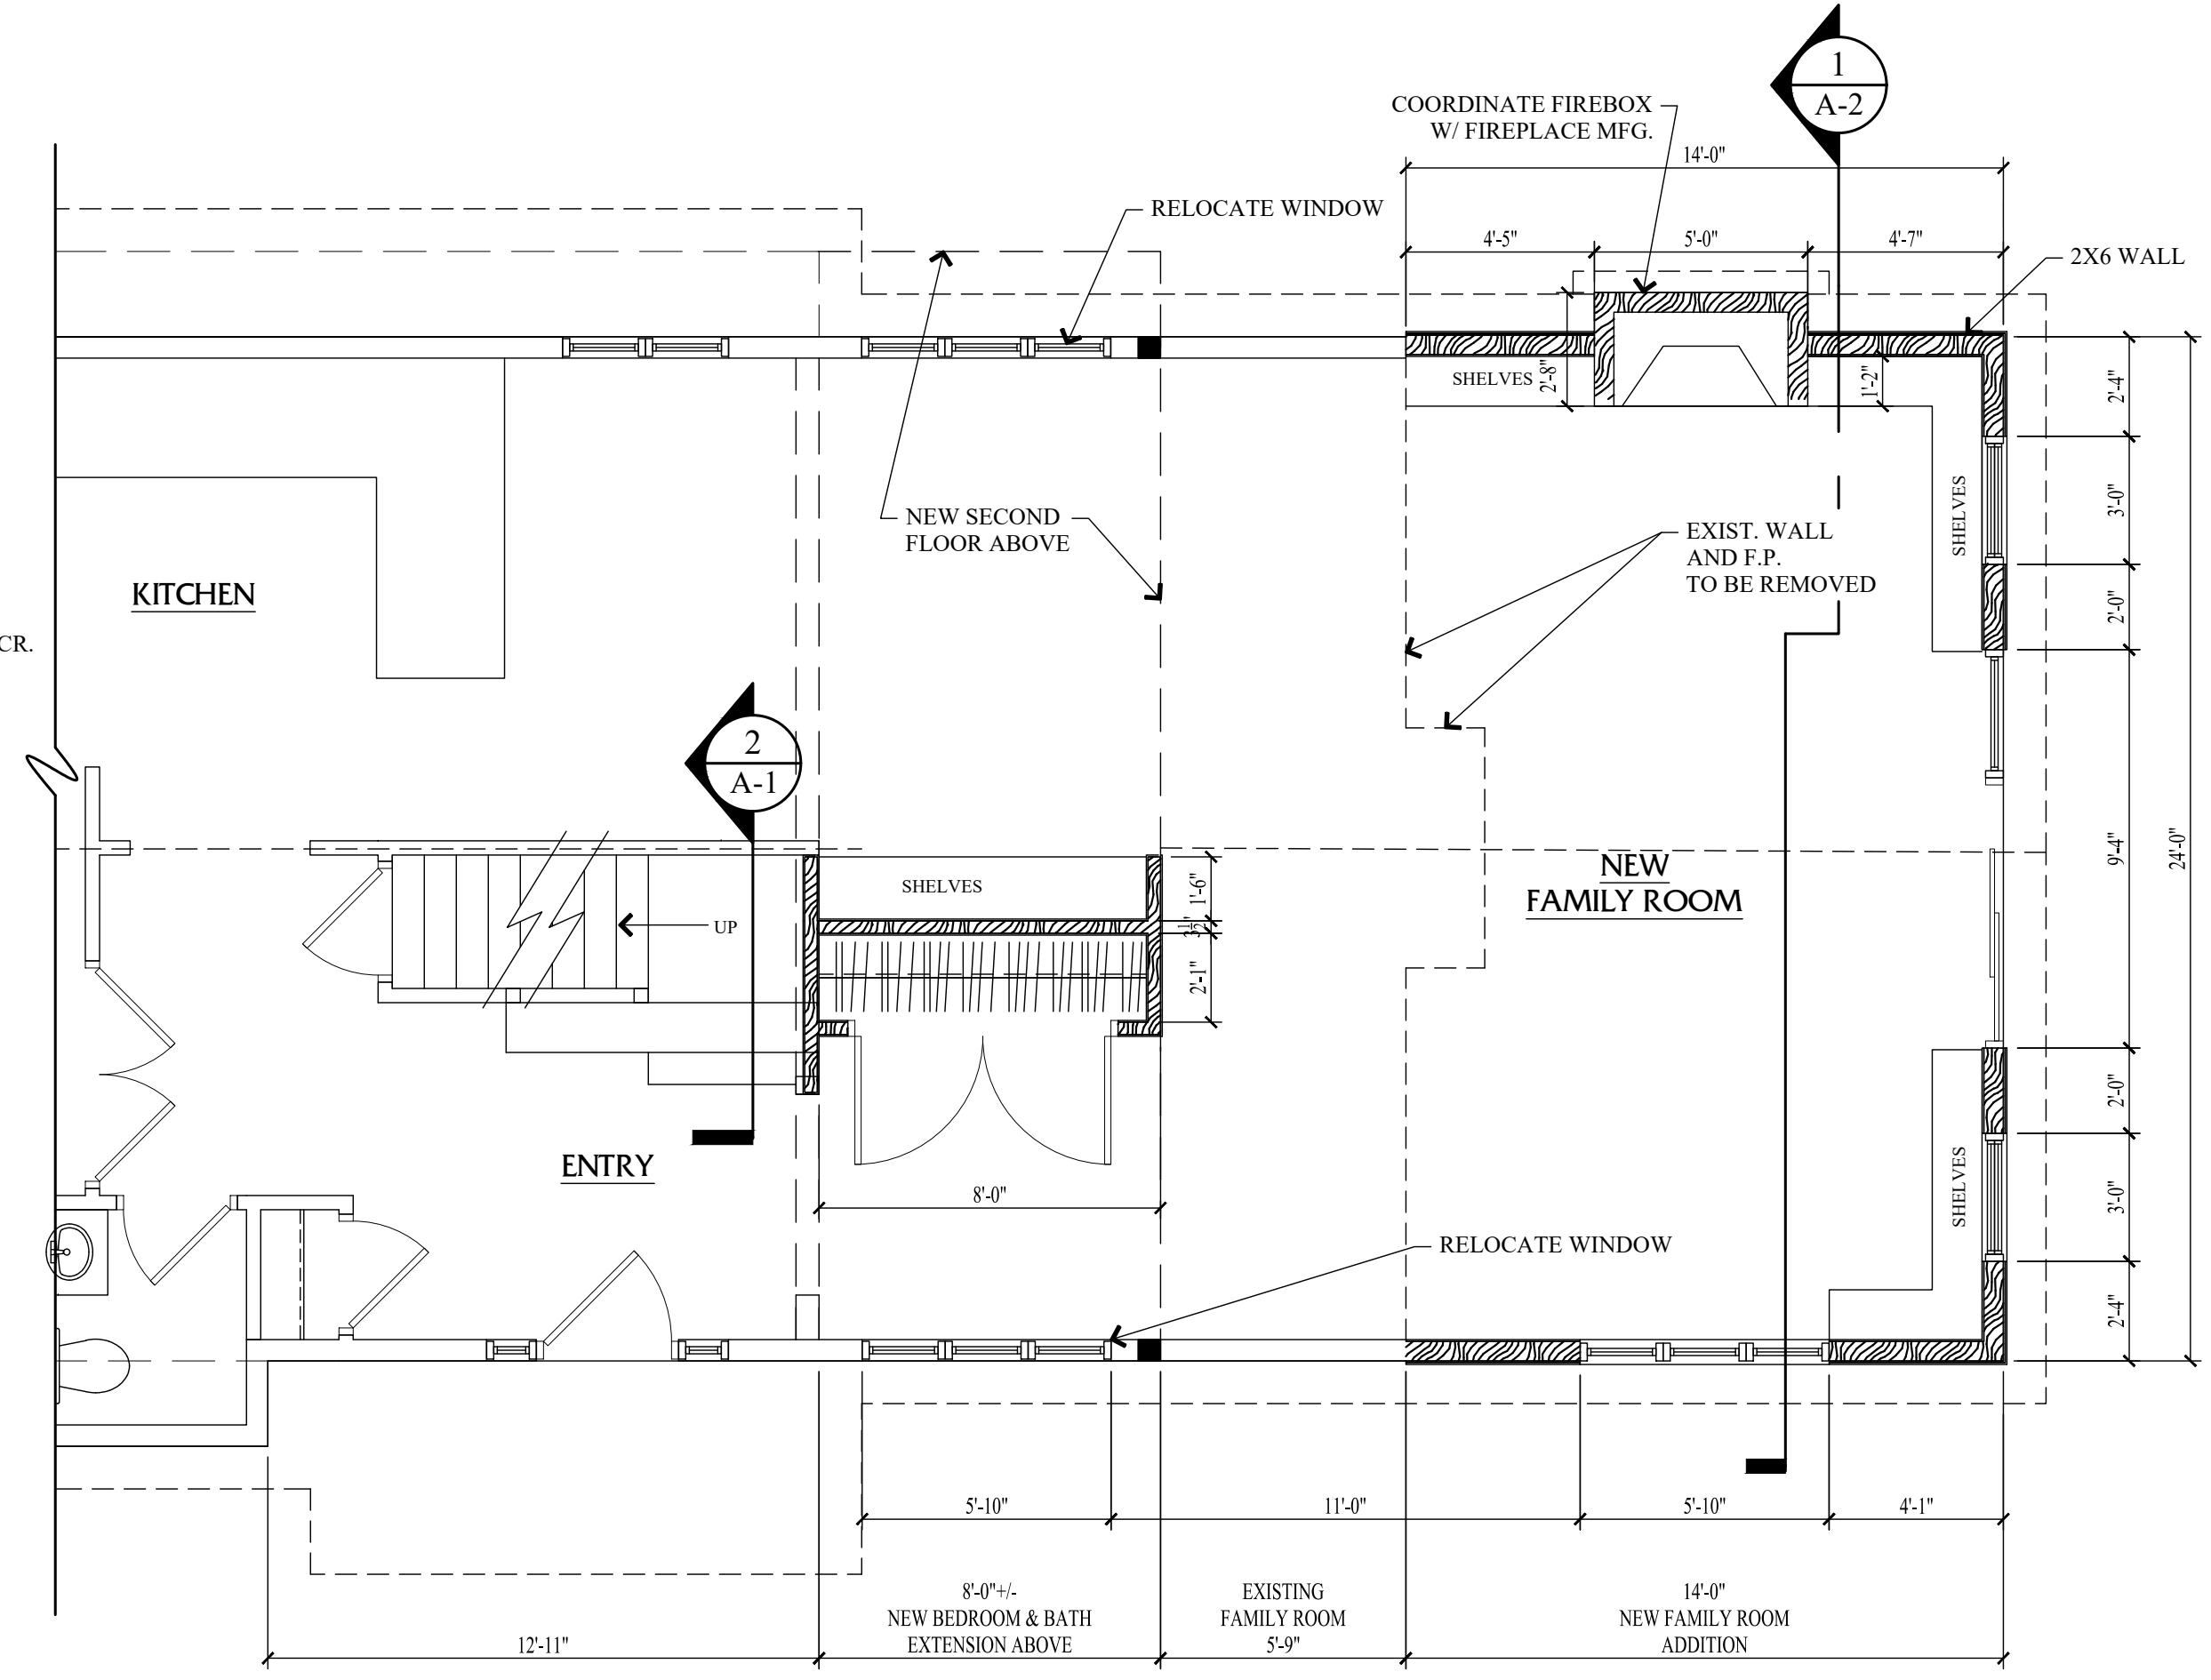 1
A-2
COORDINATE FIREBOX
W/ FIREPLACE MFG.
14'-0"
RELOCATE WINDOW
4'-5"
5'-0"
4'-7"
2X6 WALL
SHELVES
2'-8"
1'-2"
2'-4"
3'-0"
SHELVES
NEW SECOND
FLOOR ABOVE
EXIST. WALL
AND F.P.
TO BE REMOVED
KITCHEN
2'-0"
CR.
2
A-1
9'-4"
24'-0"
NEW
FAMILY ROOM
SHELVES
1'-6"
UP
3 1/2"
2'-1"
2'-0"
ENTRY
8'-0"
SHELVES
3'-0"
RELOCATE WINDOW
2'-4"
5'-10"
11'-0"
5'-10"
4'-1"
12'-11"
8'-0"+/-
NEW BEDROOM & BATH
EXTENSION ABOVE
EXISTING
FAMILY ROOM
5'-9"
14'-0"
NEW FAMILY ROOM
ADDITION